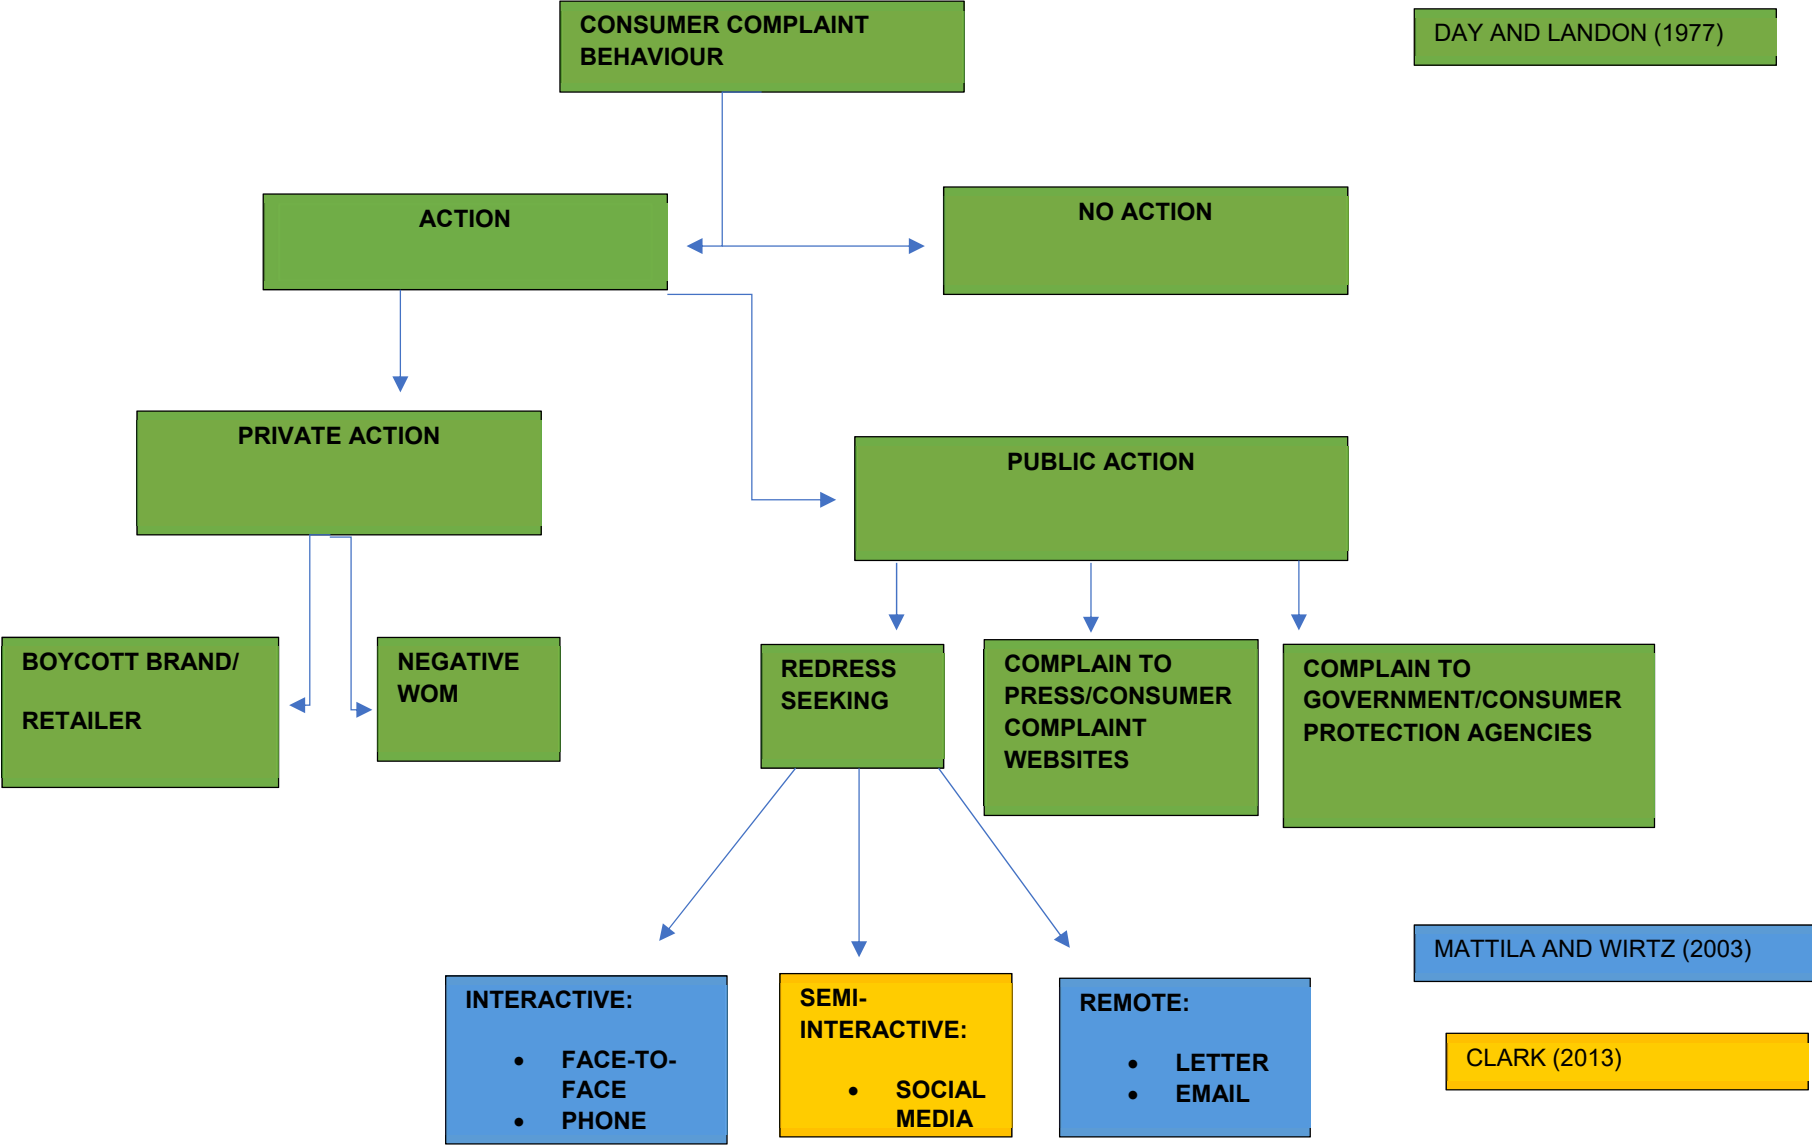 CONSUMER COMPLAINT
BEHAVIOUR
DAY AND LANDON (1977)
ACTION
NO ACTION
PRIVATE ACTION
PUBLIC ACTION
BOYCOTT BRAND/
RETAILER
NEGATIVE
WOM
REDRESS
SEEKING
COMPLAIN TO
PRESS/CONSUMER
COMPLAINT
WEBSITES
COMPLAIN TO
GOVERNMENT/CONSUMER
PROTECTION AGENCIES
MATTILA AND WIRTZ (2003)
INTERACTIVE:
• FACE-TO-
FACE
• PHONE
SEMI-
INTERACTIVE:
• SOCIAL
MEDIA
REMOTE:
• LETTER
• EMAIL
CLARK (2013)